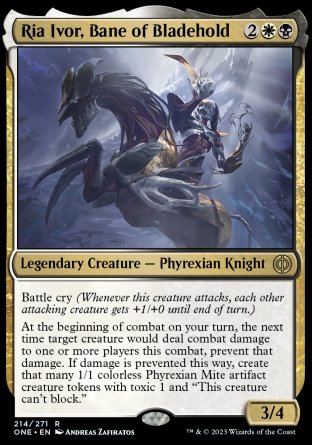 Ria Ivor, Bane of Bladehold 2
Legendary Creature — Phyrexian Knight
Battle cry (Whenever this creature attacks, each other
attacking creature gets +1/+0 until end of turn.)
At the beginning of combat on your turn, the next
time target creature would deal combat damage
to one or more players this combat, prevent that
damage. If damage is prevented this way, create
that many 1/1 colorless Phyrexian Mite artifact
creature tokens with toxic 1 and “This creature
can't block.”
3/4
214/271 R
ONE • EN ANDREAS ZAFIRATOS
™ & © 2023 Wizards of the Coast